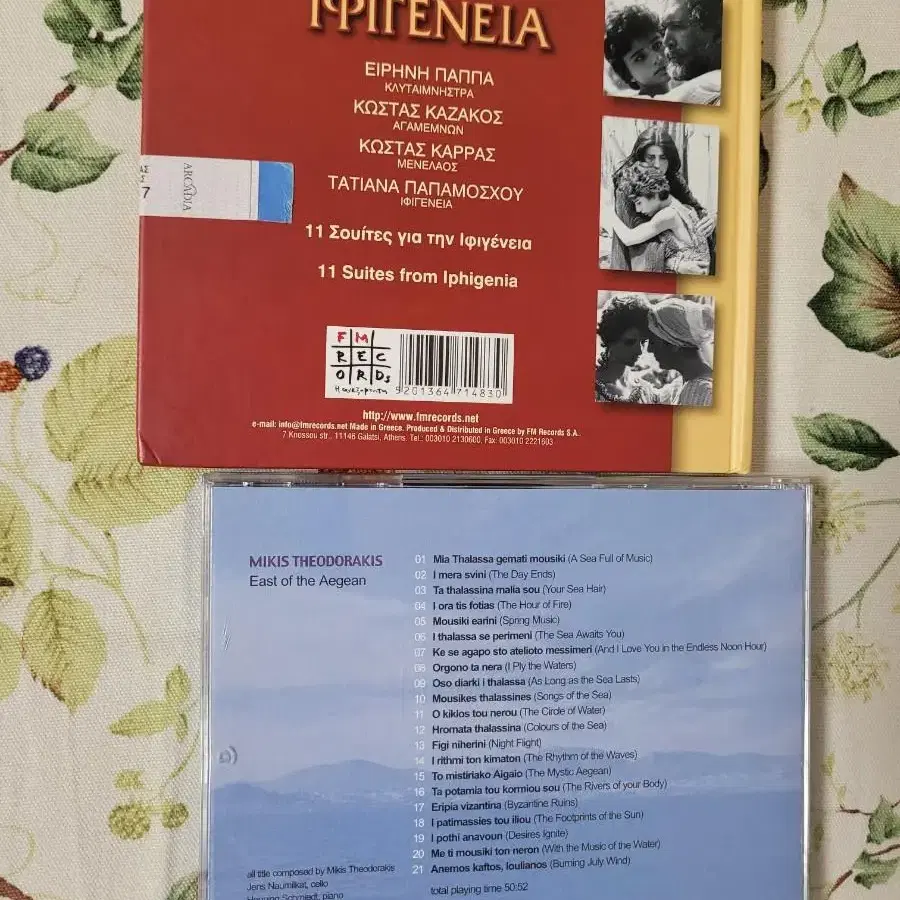 ΙΦΙΓΕΝΕΙΑ
ΕΙΡΗΝΗ ΠΑΠΠΑ
ΚΛΥΤΑΙΜΝΗΣΤΡΑ
ΚΩΣΤΑΣ ΚΑΖΑΚΟΣ
ΑΓΑΜΕΜΝΩΝ
ΚΩΣΤΑΣ ΚΑΡΡΑΣ
ΜΕΝΕΛΑΟΣ
ΤΑΤΙΑΝΑ ΠΑΠΑΜΟΣΧΟΥ
ΙΦΙΓΕΝΕΙΑ
7
ARCADIA
11 Σουίτες για την Ιφιγένεια
11 Suites from Iphigenia
FM
REC
ORDs
9201364714830
http://www.fmrecords.net
e-mail: info@fmrecords.net Made in Greece. Produced & Distributed in Greece by FM Records S.A.
7 Knossou str., 11146 Galatsi, Athens. Tel.: 003010 2130600, Fax: 003010 2221603
MIKIS THEODORAKIS
East of the Aegean
01 Mia Thalassa gemati mousiki (A Sea Full of Music)
02 I mera svini (The Day Ends)
03 Ta thalassina malia sou (Your Sea Hair)
04 I ora tis fotias (The Hour of Fire)
05 Mousiki earini (Spring Music)
06 I thalassa se perimeni (The Sea Awaits You)
07 Ke se agapo sto atelioto messimeri (And I Love You in the Endless Noon Hour)
08 Orgono ta nera (I Ply the Waters)
09 Oso diarki i thalassa (As Long as the Sea Lasts)
10 Mousikes thalassines (Songs of the Sea)
11 O kiklos tou nerou (The Circle of Water)
12 Hromata thalassina (Colours of the Sea)
13 Figi niherini (Night Flight)
14 I rithmi ton kimaton (The Rhythm of the Waves)
15 To mistiriako Aigaio (The Mystic Aegean)
16 Ta potamia tou kormiou sou (The Rivers of your Body)
17 Eripia vizantina (Byzantine Ruins)
18 I patimassies tou iliou (The Footprints of the Sun)
19 I pothi anavoun (Desires Ignite)
20 Me ti mousiki ton neron (With the Music of the Water)
21 Anemos kaftos, loulianos (Burning July Wind)
total playing time 50:52
all title composed by Mikis Theodorakis
Jens Naumilkat, cello
Henning Schmiedt, piano